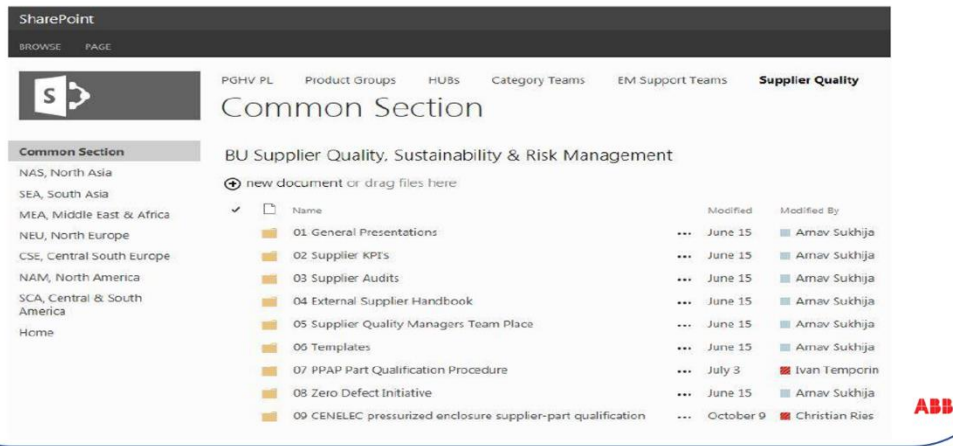 SharePoint
BROWSE PAGE
S
PGHV PL Product Groups HUBs Category Teams EM Support Teams Supplier Quality
Common Section
Common Section
NAS, North Asia
SEA, South Asia
MEA, Middle East & Africa
NEU, North Europe
CSE, Central South Europe
NAM, North America
SCA, Central & South
America
Home
BU Supplier Quality, Sustainability & Risk Management
new document or drag files here
Name Modified Modified By
01 General Presentations ... June 15 Arnav Sukhija
02 Supplier KPIs ... June 15 Arnav Sukhija
03 Supplier Audits ... June 15 Arnav Sukhija
04 External Supplier Handbook ... June 15 Arnav Sukhija
05 Supplier Quality Managers Team Place ... June 15 Arnav Sukhija
06 Templates ... June 15 Arnav Sukhija
07 PPAP Part Qualification Procedure ... July 3 Ivan Temporin
08 Zero Defect Initiative ... June 15 Arnav Sukhija
09 CENELEC pressurized enclosure supplier-part qualification ... October 9 Christian Ries
ABB